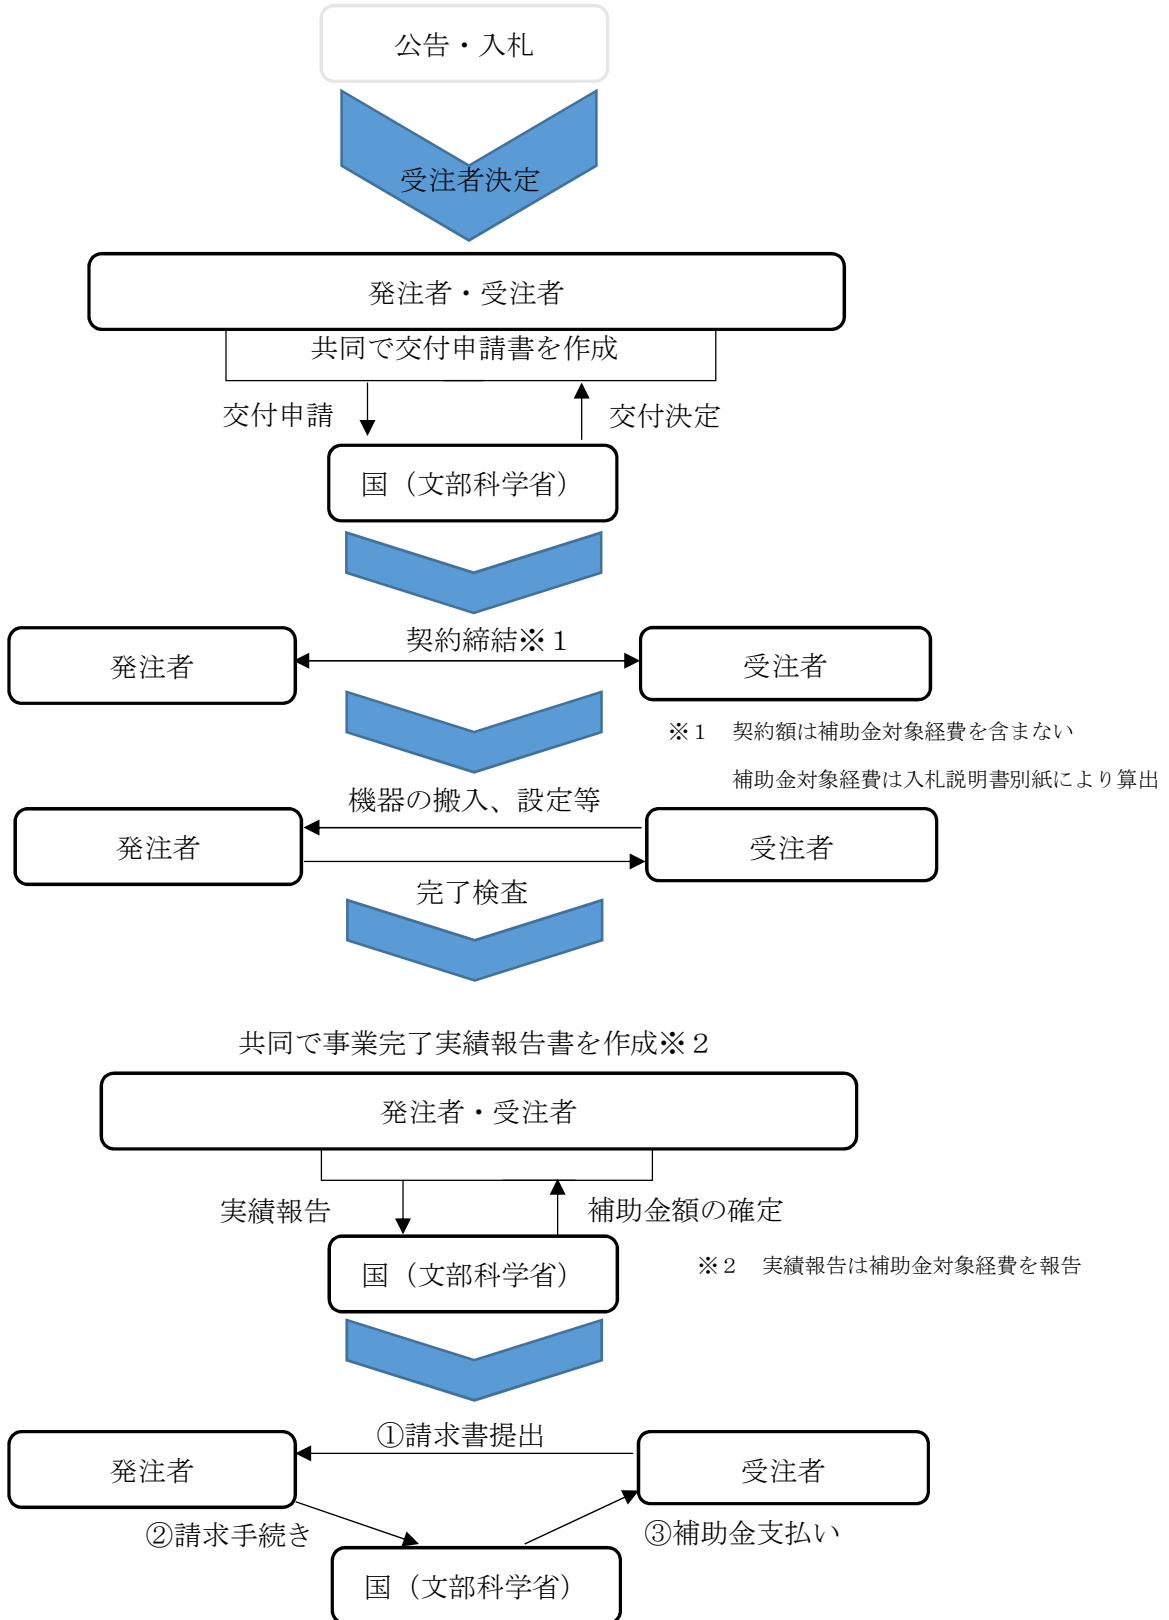 公告・入札
受注者決定
発注者・受注者
共同で交付申請書を作成
交付申請
交付決定
国（文部科学省）
契約締結※１
発注者
受注者
※１　契約額は補助金対象経費を含まない
補助金対象経費は入札説明書別紙により算出
機器の搬入、設定等
発注者
受注者
完了検査
共同で事業完了実績報告書を作成※２
発注者・受注者
実績報告
補助金額の確定
国（文部科学省）
※２　実績報告は補助金対象経費を報告
①請求書提出
発注者
受注者
②請求手続き
③補助金支払い
国（文部科学省）